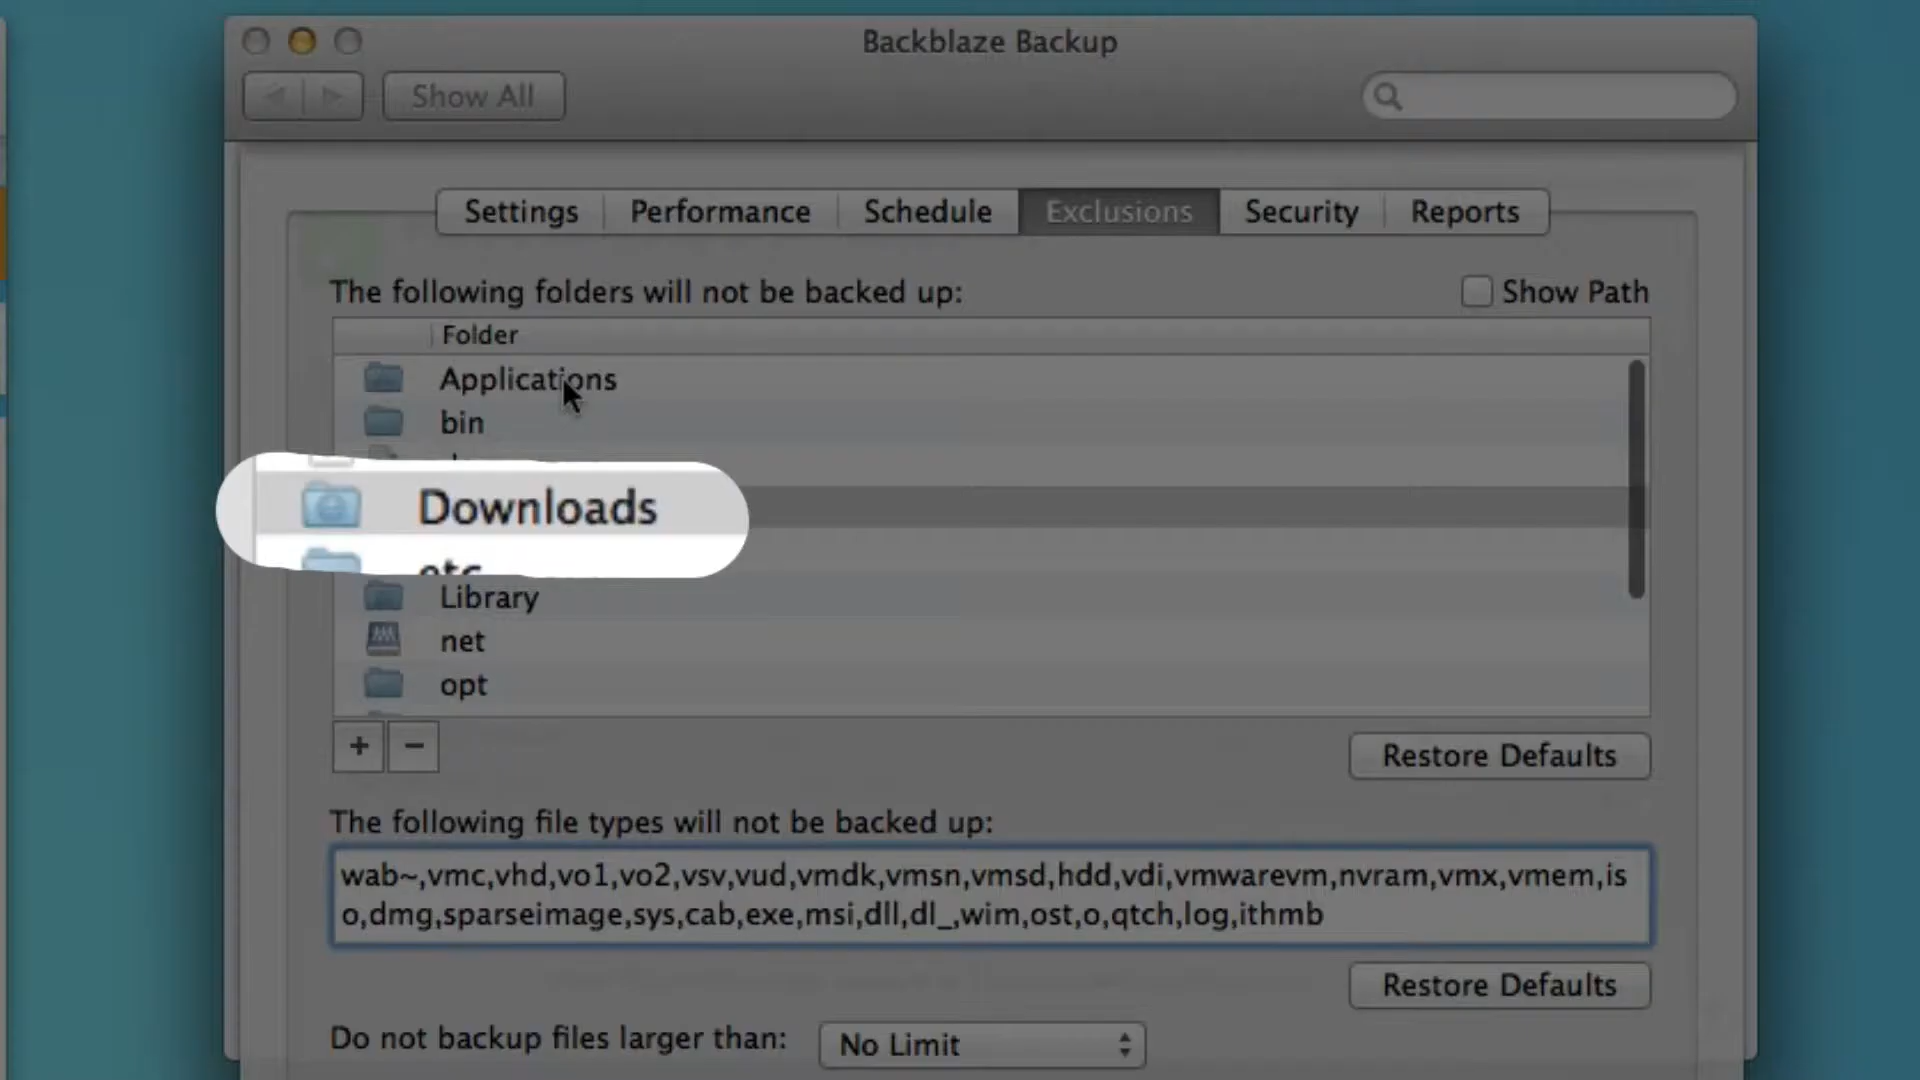 Backblaze Backup
Show All
Settings
Performance
Schedule
Exclusions
Security
Reports
The following folders will not be backed up:
Show Path
Folder
Applications
bin
Downloads
etc
Library
net
opt
+
−
Restore Defaults
The following file types will not be backed up:
wab~,vmc,vhd,vo1,vo2,vsv,vud,vmdk,vmsn,vmsd,hdd,vdi,vmwarevm,nvram,vmx,vmem,is
o,dmg,sparseimage,sys,cab,exe,msi,dll,dl_,wim,ost,o,qtch,log,ithmb
Restore Defaults
Do not backup files larger than:
No Limit